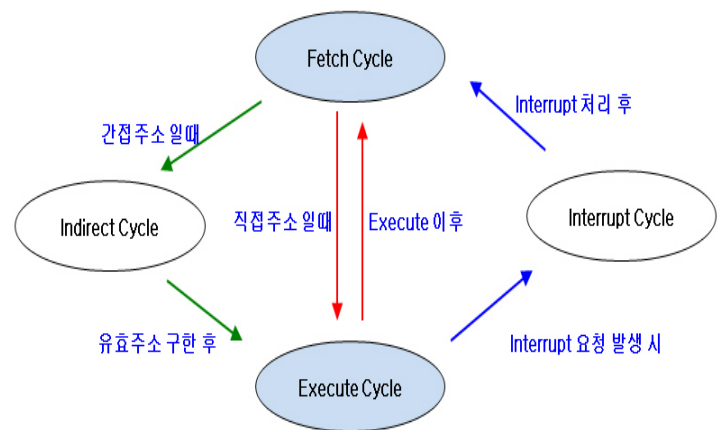 Fetch Cycle
간접주소 일때
Interrupt 처리 후
Indirect Cycle
직접주소 일때
Execute 이후
Interrupt Cycle
유효주소 구한 후
Interrupt 요청 발생 시
Execute Cycle